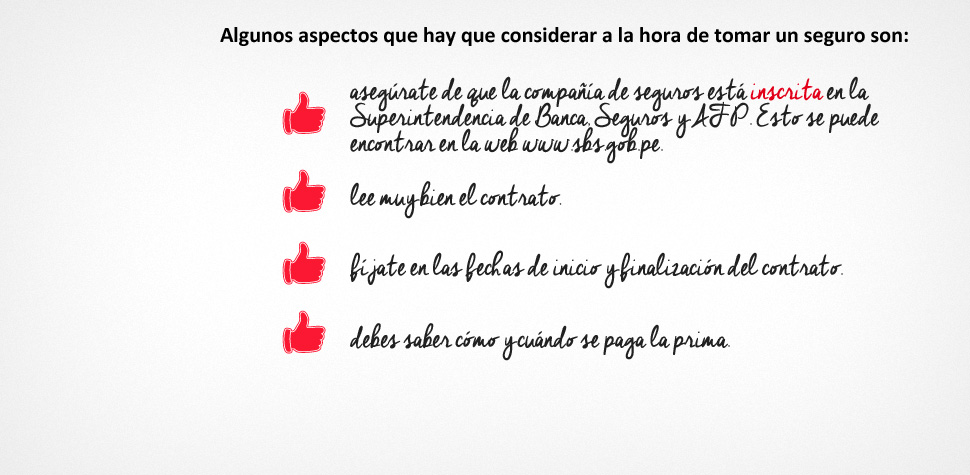 Algunos aspectos que hay que considerar a la hora de tomar un seguro son:
asegúrate de que la compañía de seguros está inscrita en la
Superintendencia de Banca, Seguros y AFP. Esto se puede
encontrar en la web www.sbs.gob.pe.
lee muy bien el contrato.
fíjate en las fechas de inicio y finalización del contrato.
debes saber cómo y cuándo se paga la prima.